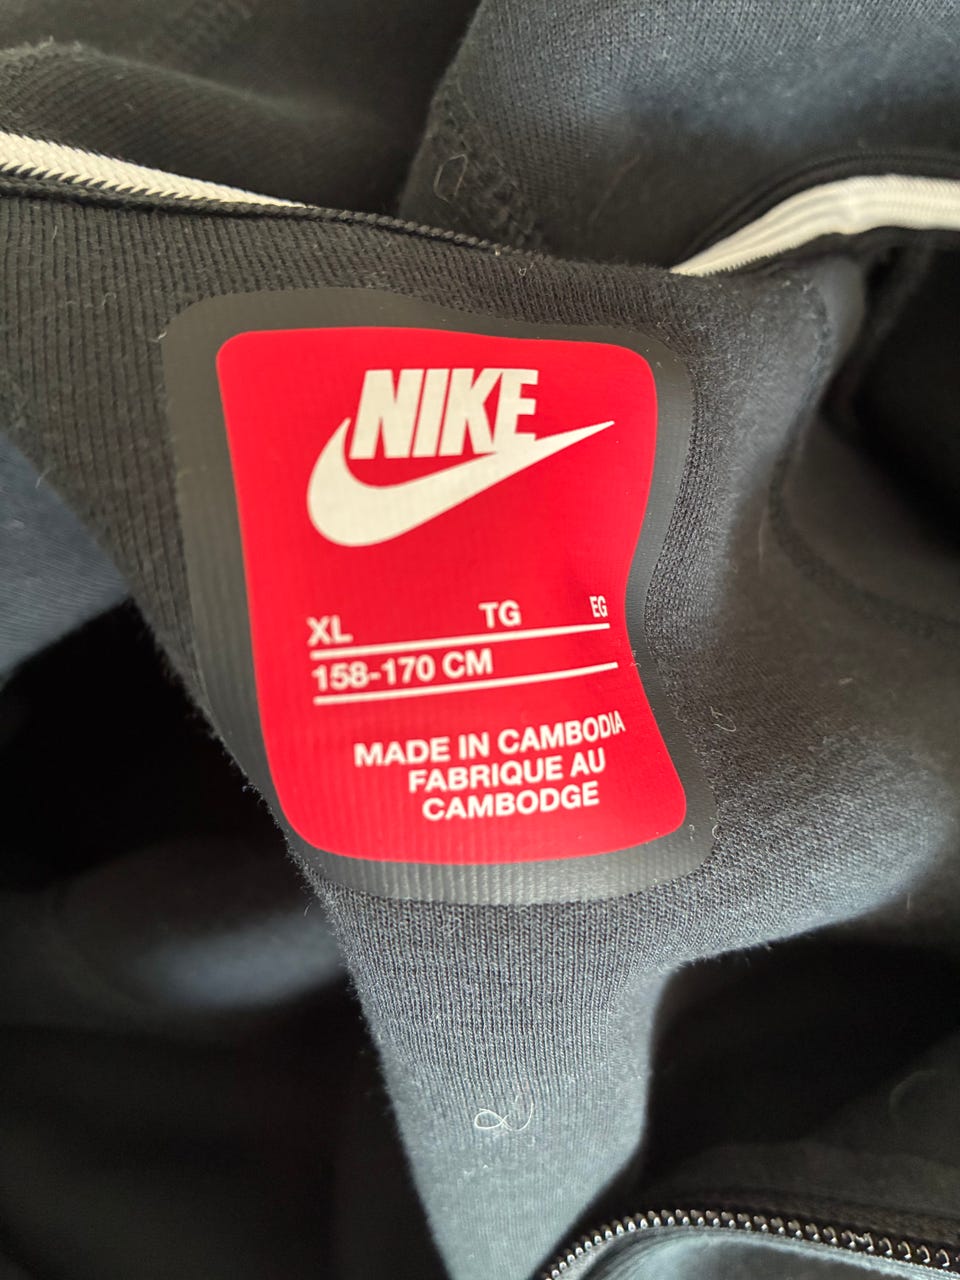 NIKE
XL TG EG
158-170 CM
MADE IN CAMBODIA
FABRIQUE AU
CAMBODGE